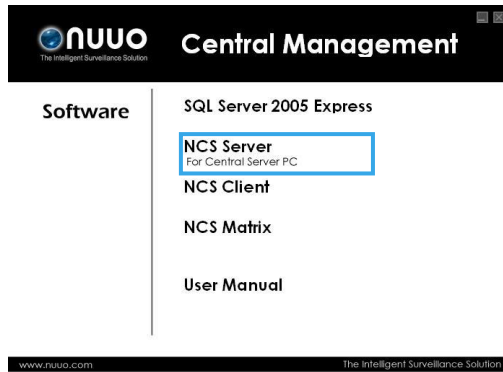 nuuo
The Intelligent Surveillance Solution
Central Management
Software
SQL Server 2005 Express
NCS Server
For Central Server PC
NCS Client
NCS Matrix
User Manual
www.nuuo.com
The Intelligent Surveillance Solution